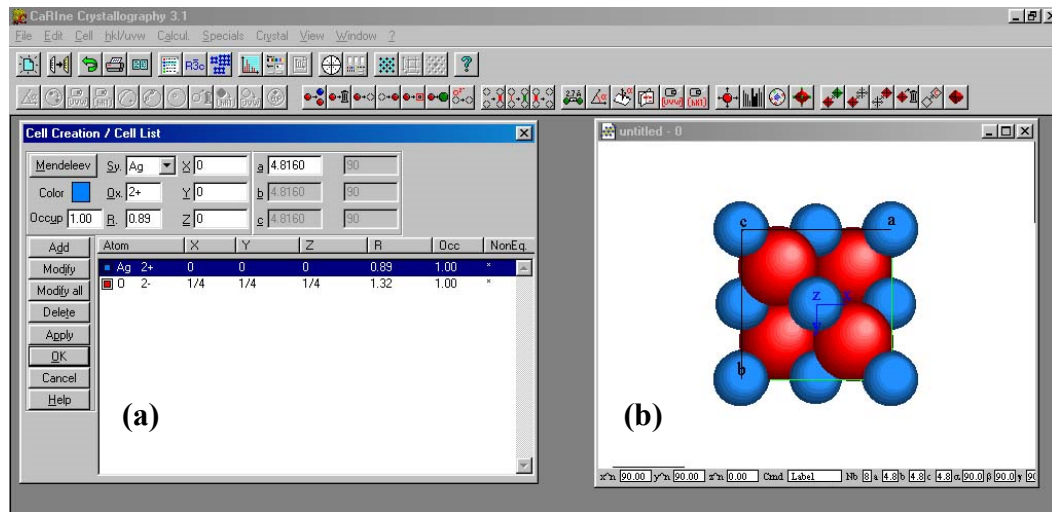 CaRIne Crystallography 3.1
File Edit Cell hkl/uvw Calcul. Specials Crystal View Window ?
Cell Creation / Cell List
Mendeleev Sy. Ag X 0 a 4.8160 90
Color Ox. 2+ Y 0 b 4.8160 90
Occup 1.00 R. 0.89 Z 0 c 4.8160 90
Add
Modify
Modify all
Delete
Apply
OK
Cancel
Help
Atom X Y Z R Occ NonEq.
Ag 2+ 0 0 0 0.89 1.00 *
O 2- 1/4 1/4 1/4 1.32 1.00 *
(a)
untitled - 0
c a
z x
b
(b)
x^n 90.00 y^n 90.00 z^n 0.00 Cmd Label Nb 8 a 4.8 b 4.8 c 4.8 α 90.0 β 90.0 γ